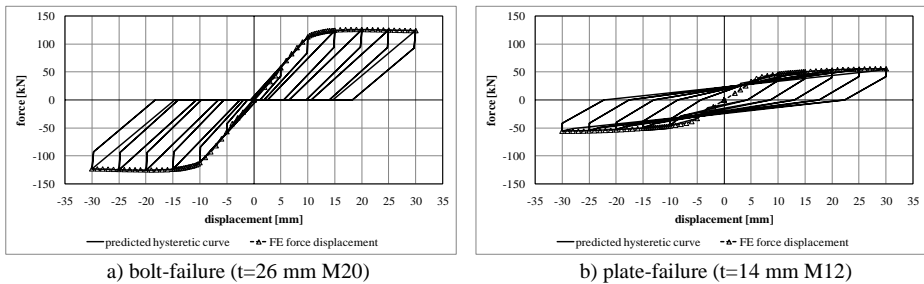 150
100
50
0
-50
-100
-150
force [kN]
-35 -30 -25 -20 -15 -10 -5 0 5 10 15 20 25 30 35
displacement [mm]
predicted hysteretic curve FE force displacement
a) bolt-failure (t=26 mm M20)
150
100
50
0
-50
-100
-150
force [kN]
-35 -30 -25 -20 -15 -10 -5 0 5 10 15 20 25 30 35
displacement [mm]
predicted hysteretic curve FE force displacement
b) plate-failure (t=14 mm M12)